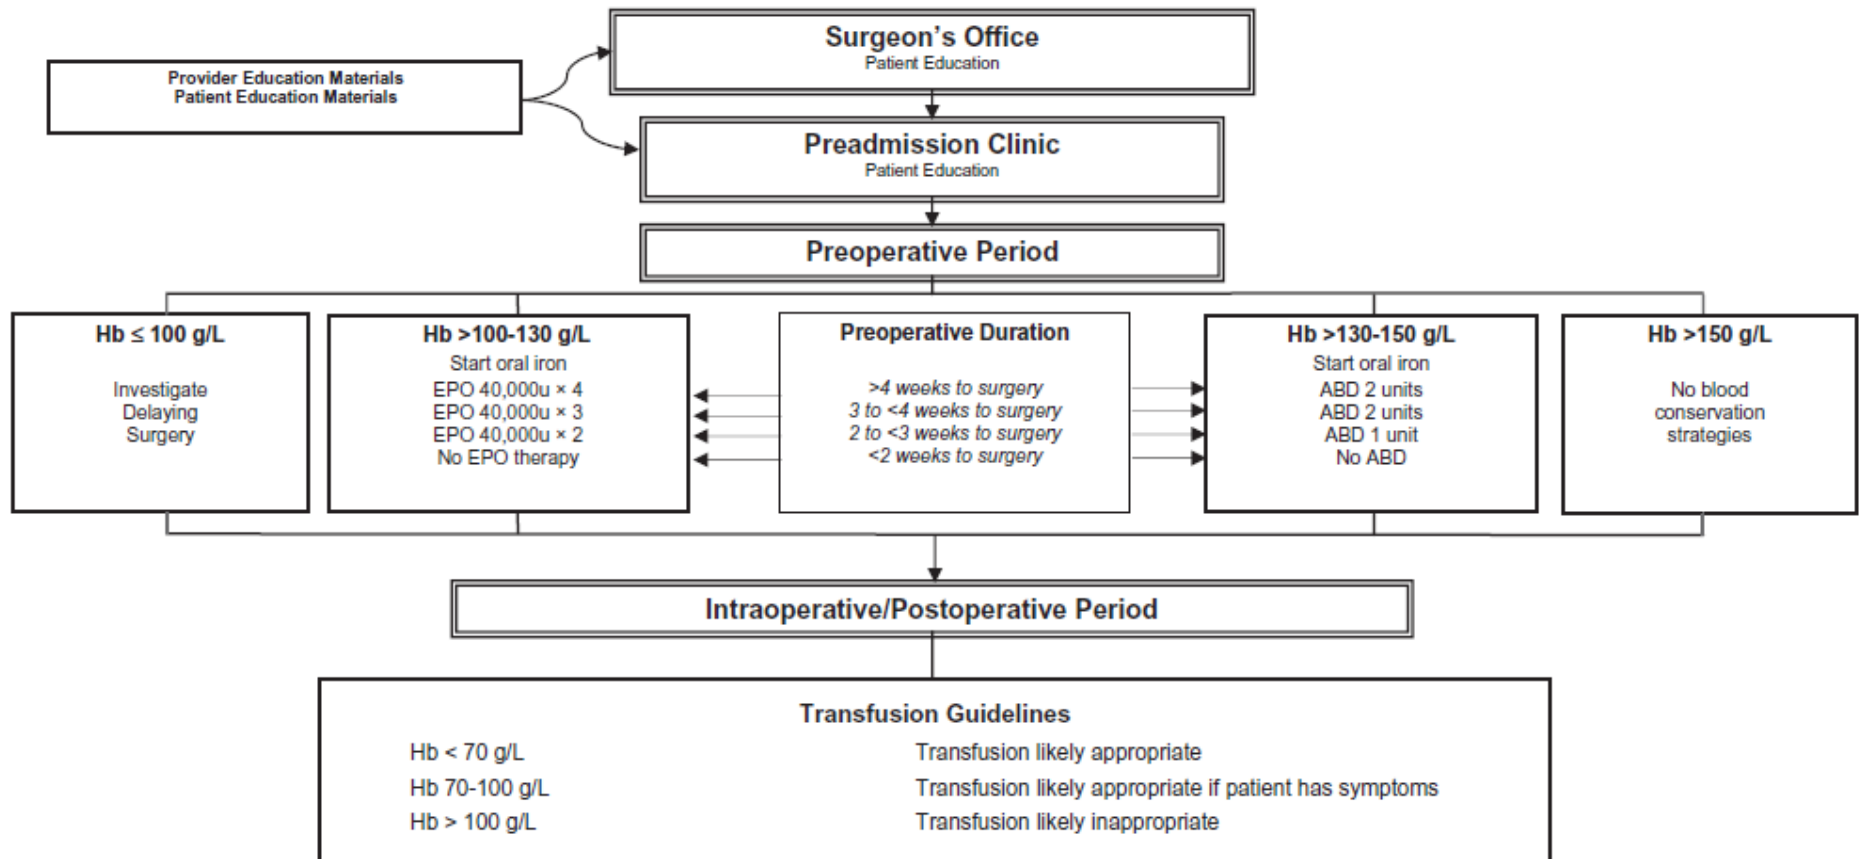 Surgeon's Office
Patient Education
Provider Education Materials
Patient Education Materials
Preadmission Clinic
Patient Education
Preoperative Period
Hb ≤ 100 g/L
Investigate
Delaying
Surgery
Hb >100-130 g/L
Start oral iron
EPO 40,000u × 4
EPO 40,000u × 3
EPO 40,000u × 2
No EPO therapy
Preoperative Duration
>4 weeks to surgery
3 to <4 weeks to surgery
2 to <3 weeks to surgery
<2 weeks to surgery
Hb >130-150 g/L
Start oral iron
ABD 2 units
ABD 2 units
ABD 1 unit
No ABD
Hb >150 g/L
No blood
conservation
strategies
Intraoperative/Postoperative Period
Transfusion Guidelines
Hb < 70 g/L Transfusion likely appropriate
Hb 70-100 g/L Transfusion likely appropriate if patient has symptoms
Hb > 100 g/L Transfusion likely inappropriate